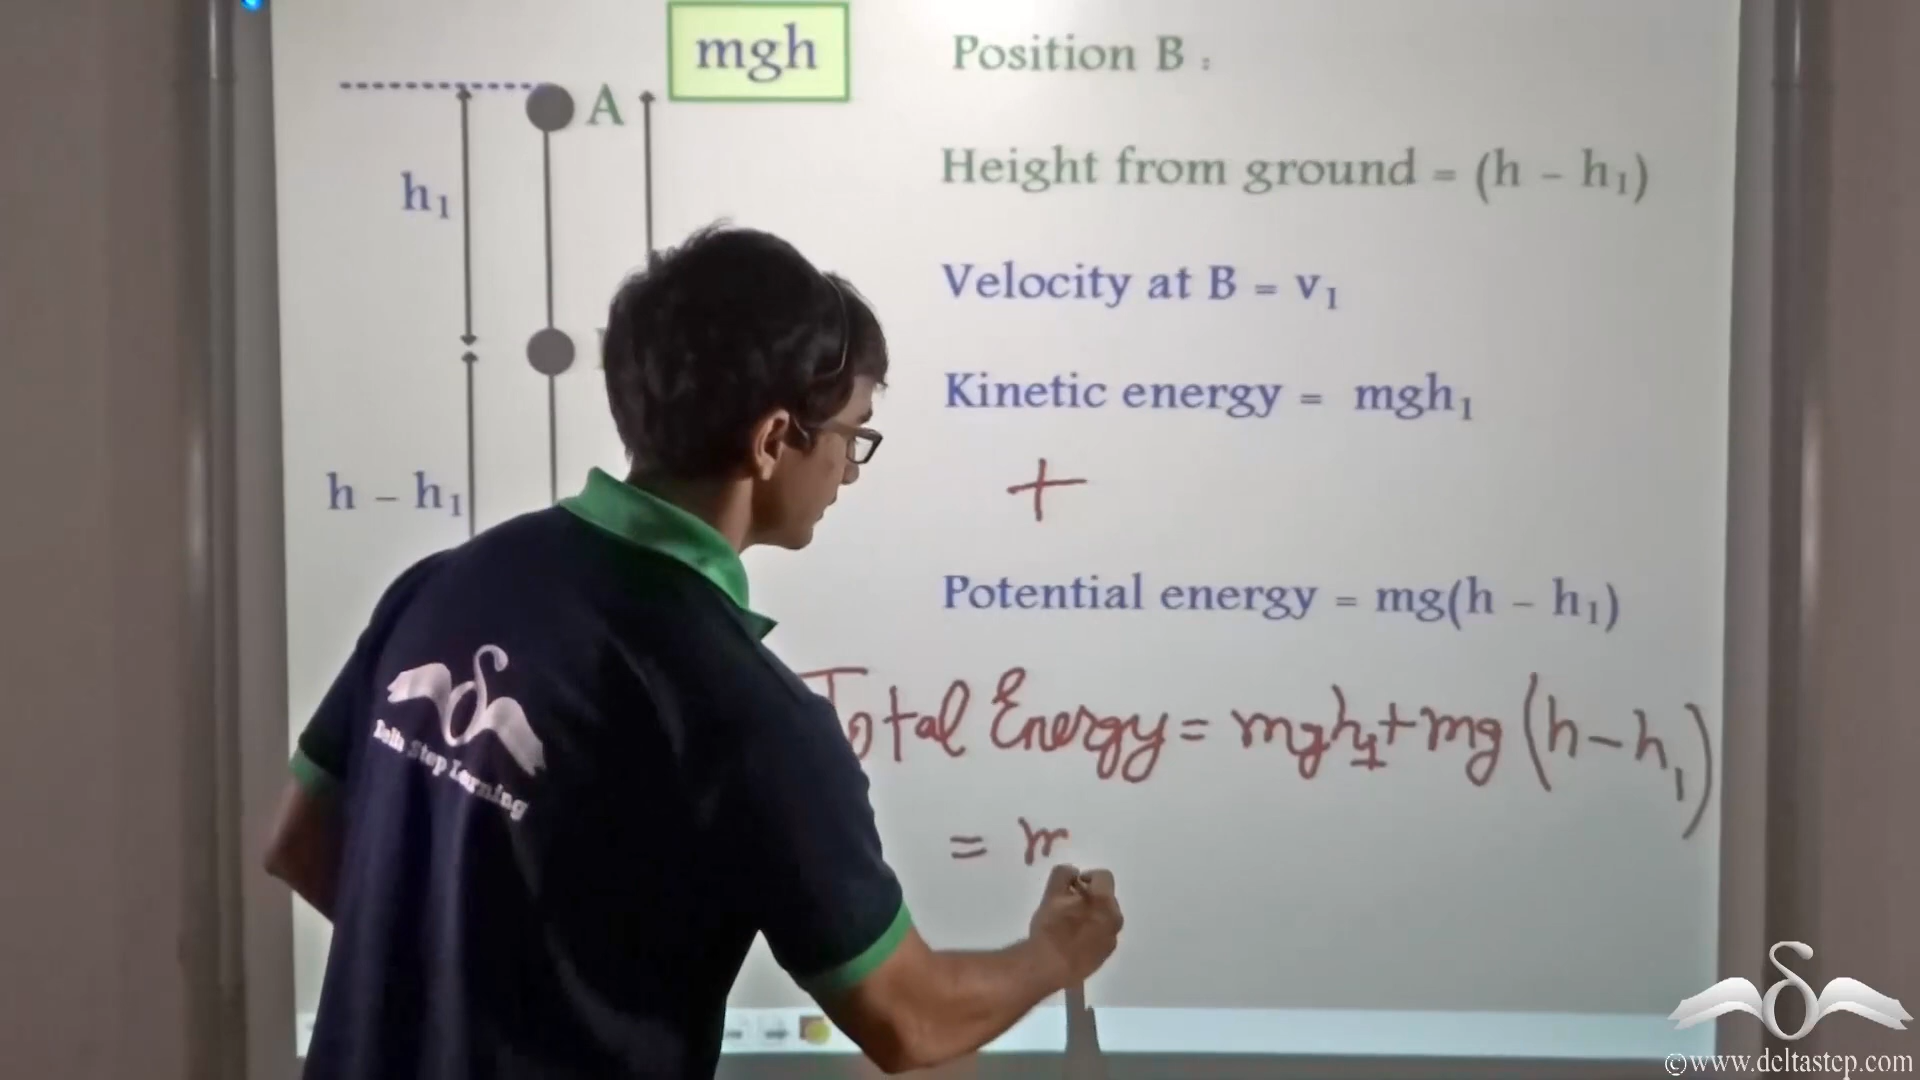 mgh
A
h₁
h – h₁
Position B :
Height from ground = (h – h₁)
Velocity at B = v₁
Kinetic energy = mgh₁
+
Potential energy = mg(h – h₁)
Total Energy = mgh₁ + mg (h – h₁)
= m
Delta Step Learning
©www.deltastep.com